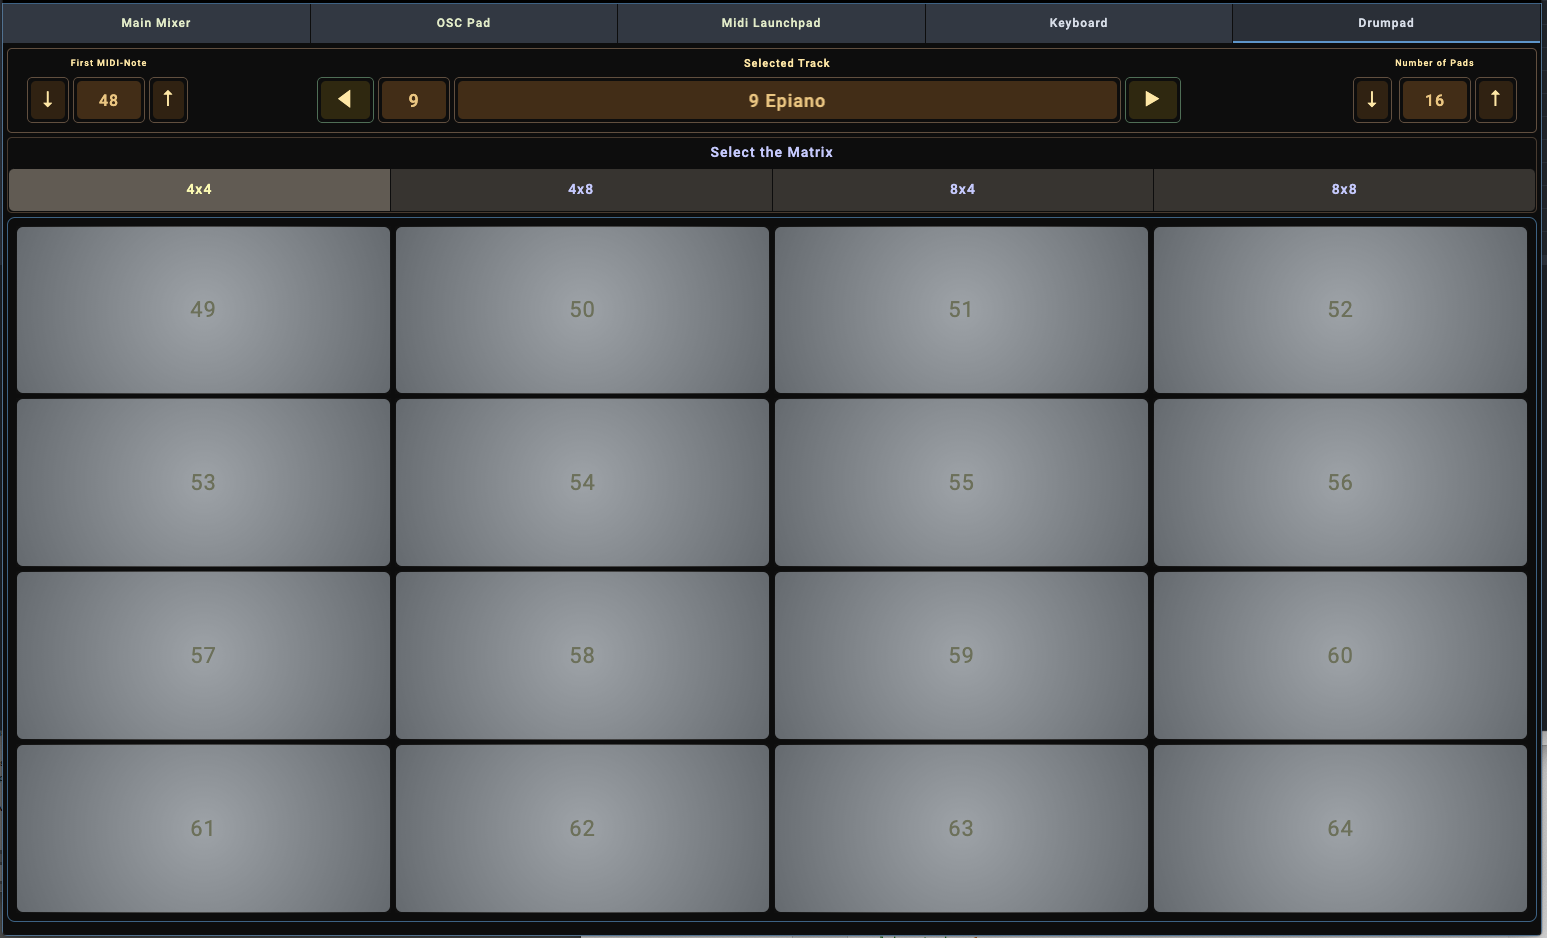 Main Mixer OSC Pad Midi Launchpad Keyboard Drumpad
First MIDI-Note Selected Track Number of Pads
↓ 48 ↑ ◀ 9 9 Epiano ▶ ↓ 16 ↑
Select the Matrix
4x4 4x8 8x4 8x8
49 50 51 52
53 54 55 56
57 58 59 60
61 62 63 64